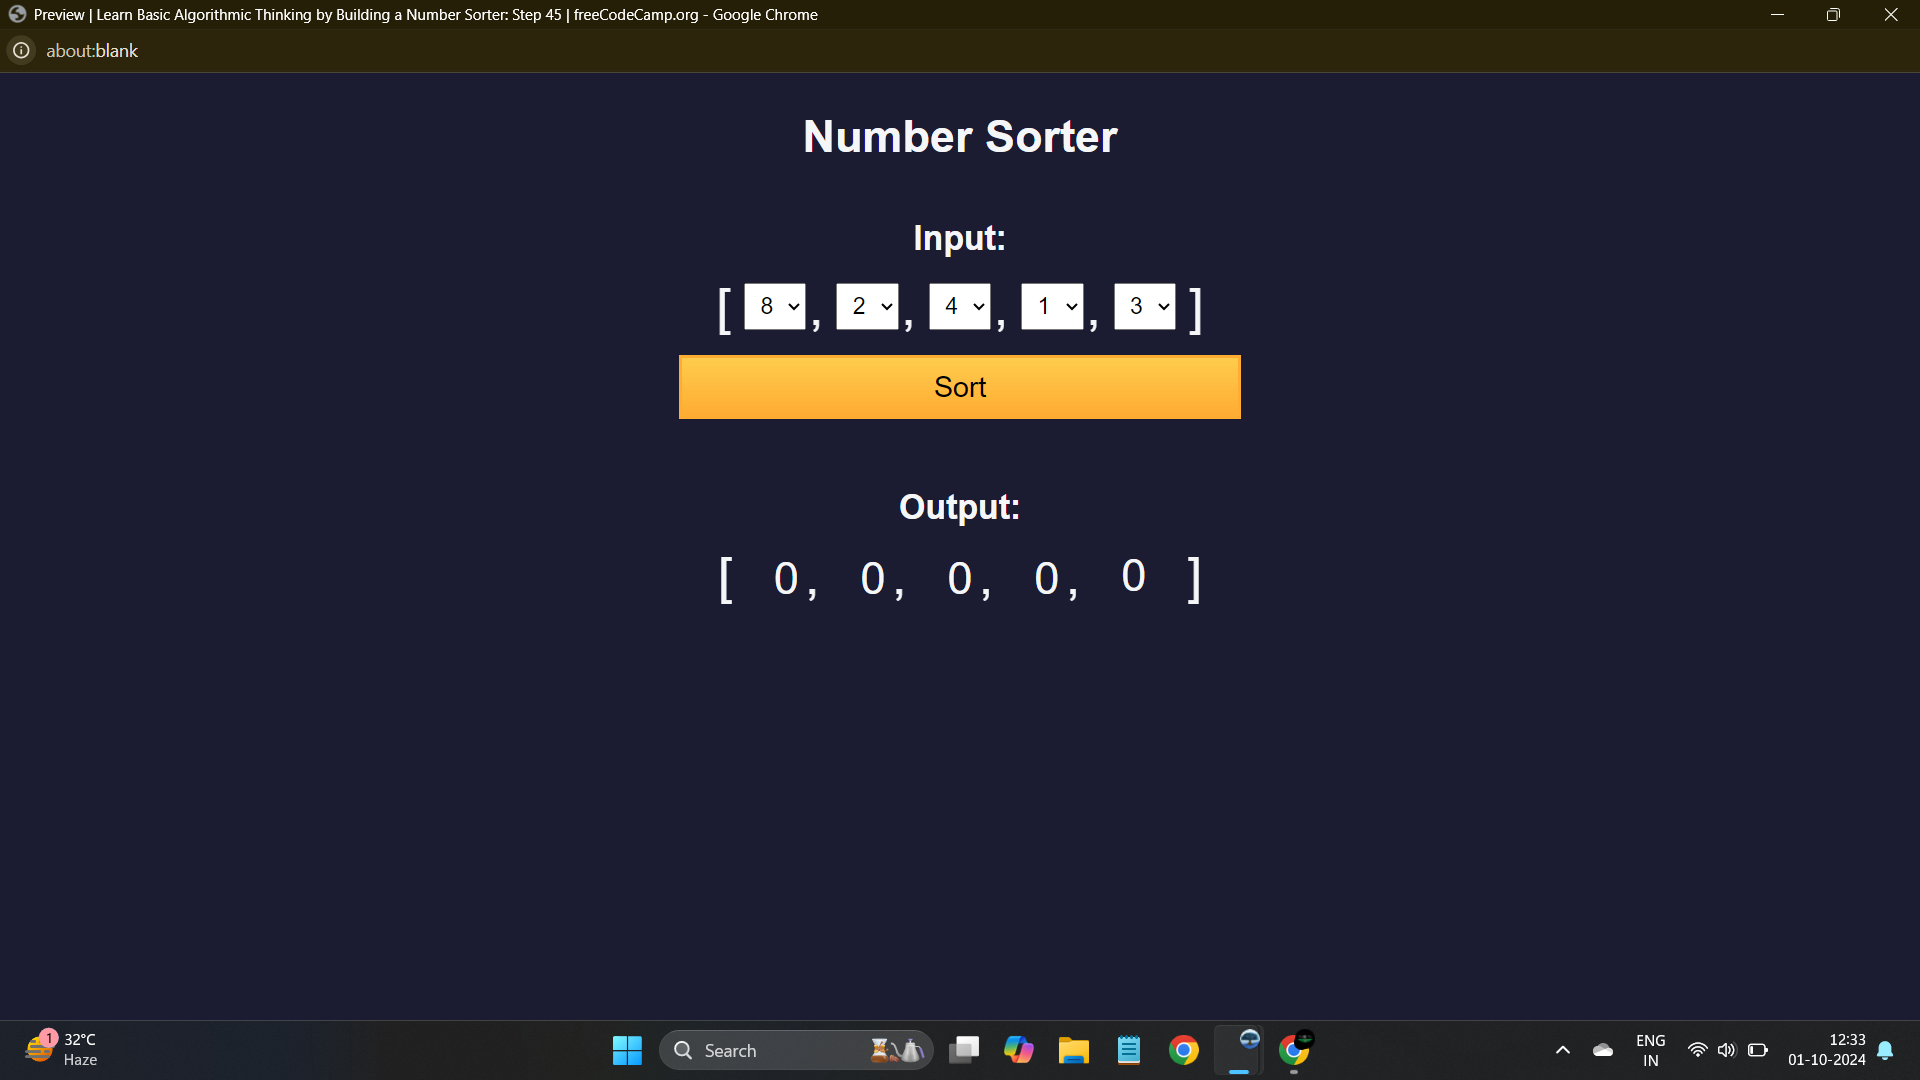 Preview | Learn Basic Algorithmic Thinking by Building a Number Sorter: Step 45 | freeCodeCamp.org - Google Chrome
about:blank
Number Sorter
Input:
[ 8, 2, 4, 1, 3 ]
Sort
Output:
[ 0, 0, 0, 0, 0 ]
1
32°C
Haze
Search
ENG
IN
12:33
01-10-2024